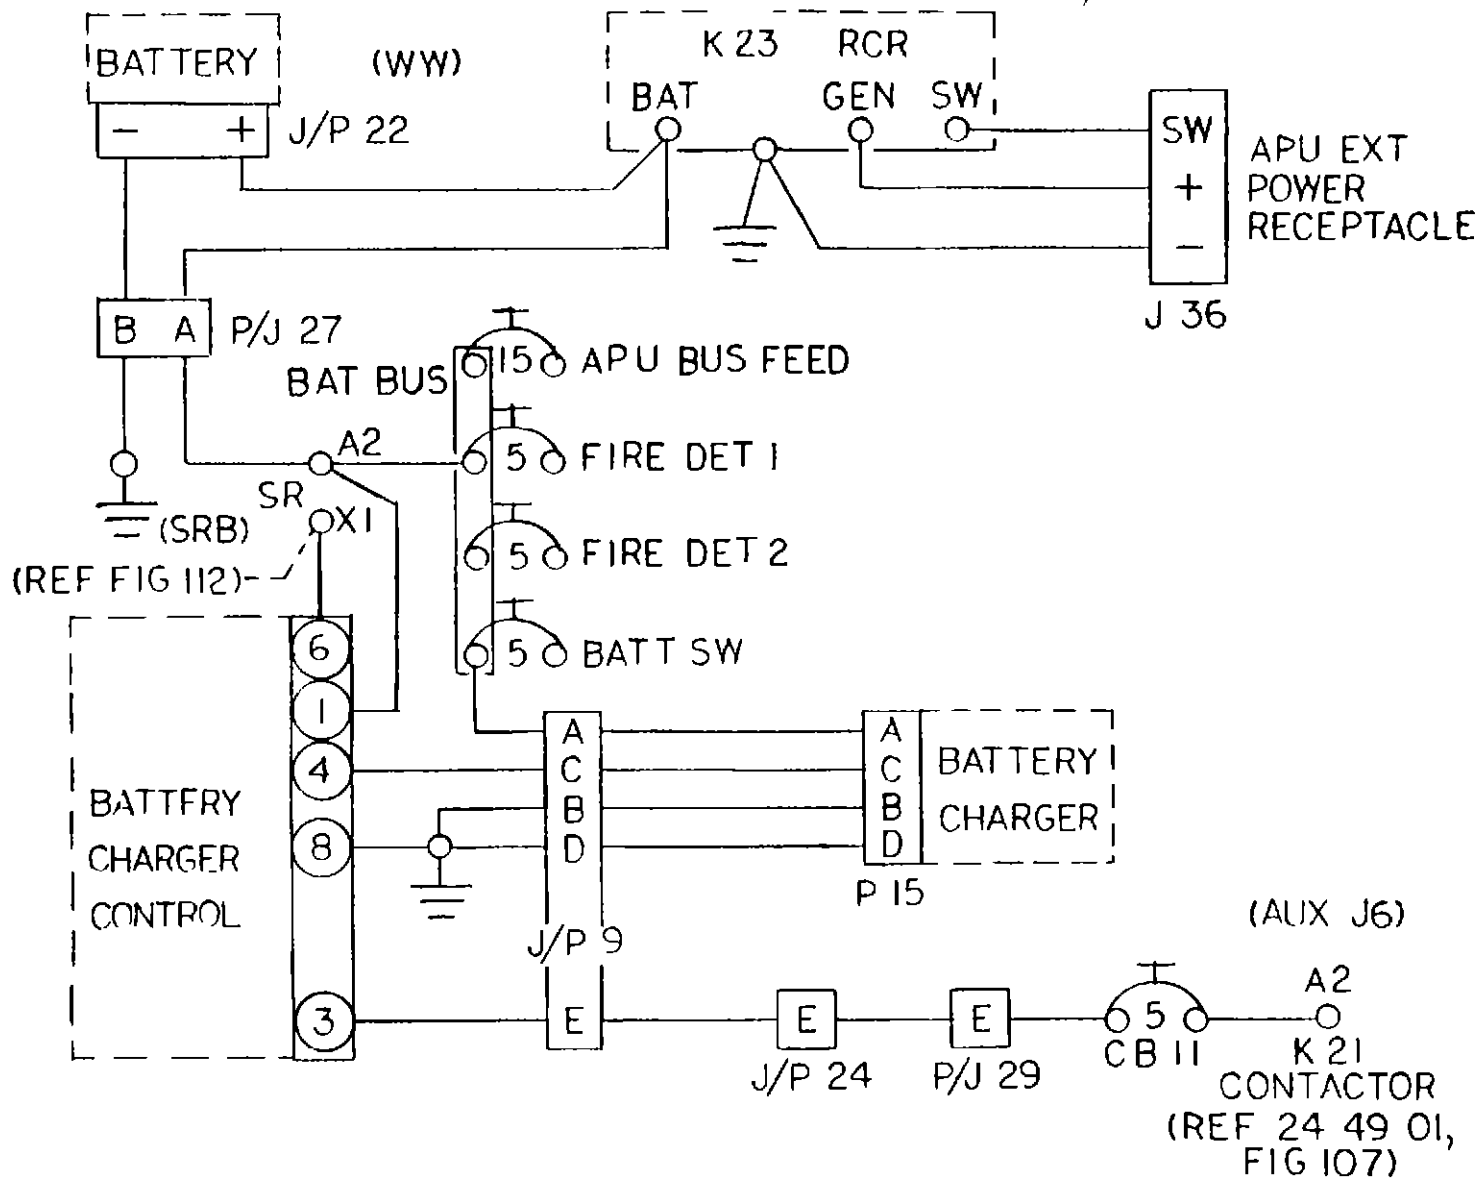 BATTERY
(WW)
- +
J/P 22
K 23 RCR
BAT
GEN
SW
SW
+
-
APU EXT
POWER
RECEPTACLE
J 36
B A
P/J 27
BAT BUS
15 APU BUS FEED
5 FIRE DET 1
5 FIRE DET 2
5 BATT SW
A2
SR
X1
(SRB)
(REF FIG 112)
6
1
4
8
3
BATTERY
CHARGER
CONTROL
A
C
B
D
J/P 9
E
A
C
B
D
P 15
BATTERY
CHARGER
(AUX J6)
E
J/P 24
E
P/J 29
5
CB 11
A2
K 21
CONTACTOR
(REF 24 49 01,
FIG 107)